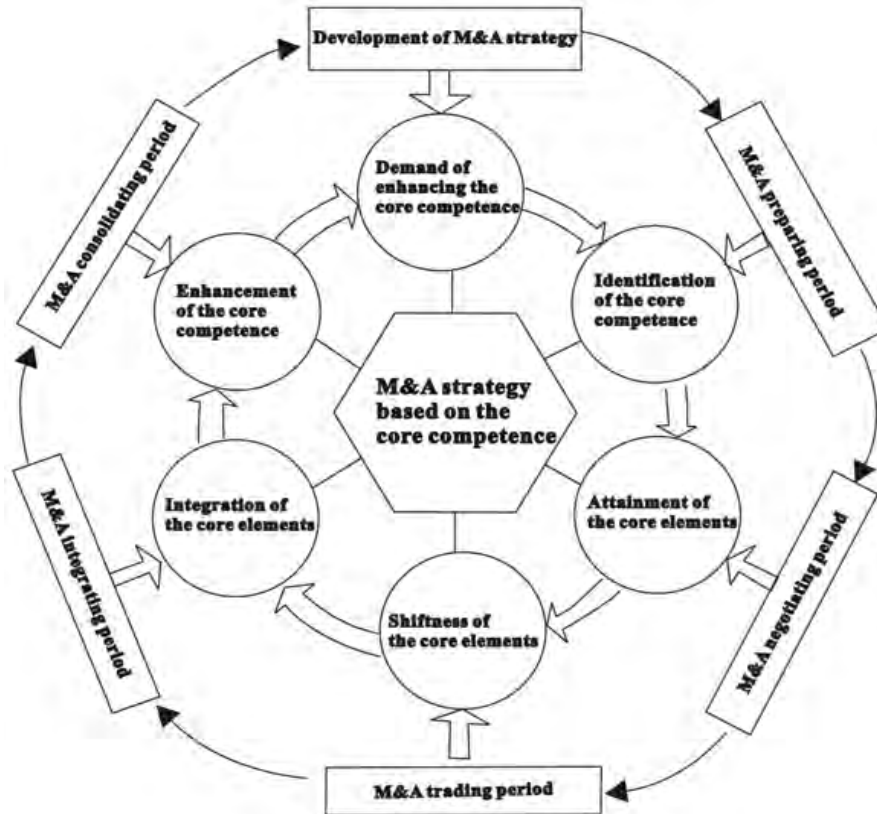 Development of M&A strategy
Demand of
enhancing the
core competence
M&A consolidating period
M&A preparing period
Enhancement
of the core
competence
Identification
of the core
competence
M&A strategy
based on the
core competence
Integration of
the core elements
Attainment of
the core elements
M&A integrating period
M&A negotiating period
Shiftness of
the core elements
M&A trading period